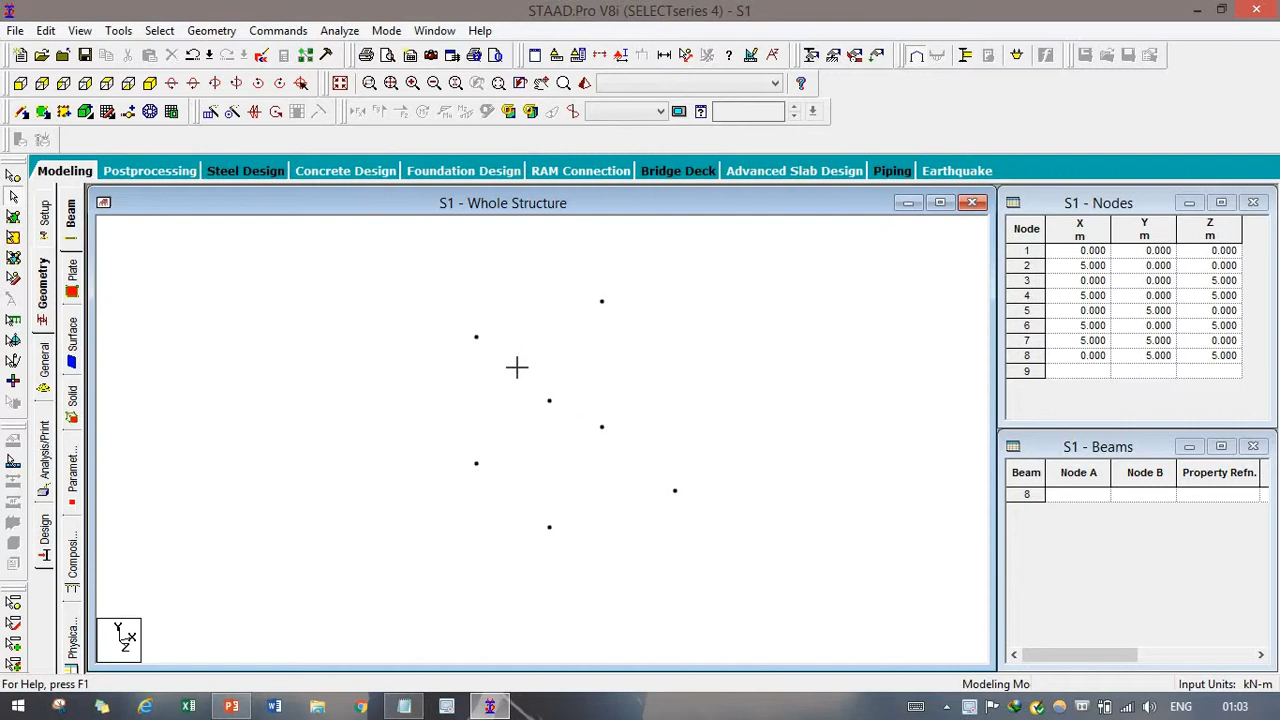 STAAD.Pro V8i (SELECTseries 4) - S1
File Edit View Tools Select Geometry Commands Analyze Mode Window Help
Modeling Postprocessing Steel Design Concrete Design Foundation Design RAM Connection Bridge Deck Advanced Slab Design Piping Earthquake
Setup
Geometry
General
Analysis/Print
Design
Beam
Plate
Surface
Solid
Paramet...
Composi...
Physica...
S1 - Whole Structure
Y
X
Z
S1 - Nodes
Node X m Y m Z m
1 0.000 0.000 0.000
2 5.000 0.000 0.000
3 0.000 0.000 5.000
4 5.000 0.000 5.000
5 0.000 5.000 0.000
6 5.000 5.000 0.000
7 5.000 5.000 5.000
8 0.000 5.000 5.000
9
S1 - Beams
Beam Node A Node B Property Refn.
8
For Help, press F1 Modeling Mo Input Units: kN-m
01:03